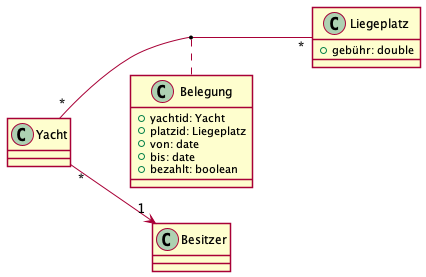 C Liegeplatz
gebühr: double
*
*
C Belegung
yachtid: Yacht
platzid: Liegeplatz
von: date
bis: date
bezahlt: boolean
C Yacht
*
1
C Besitzer